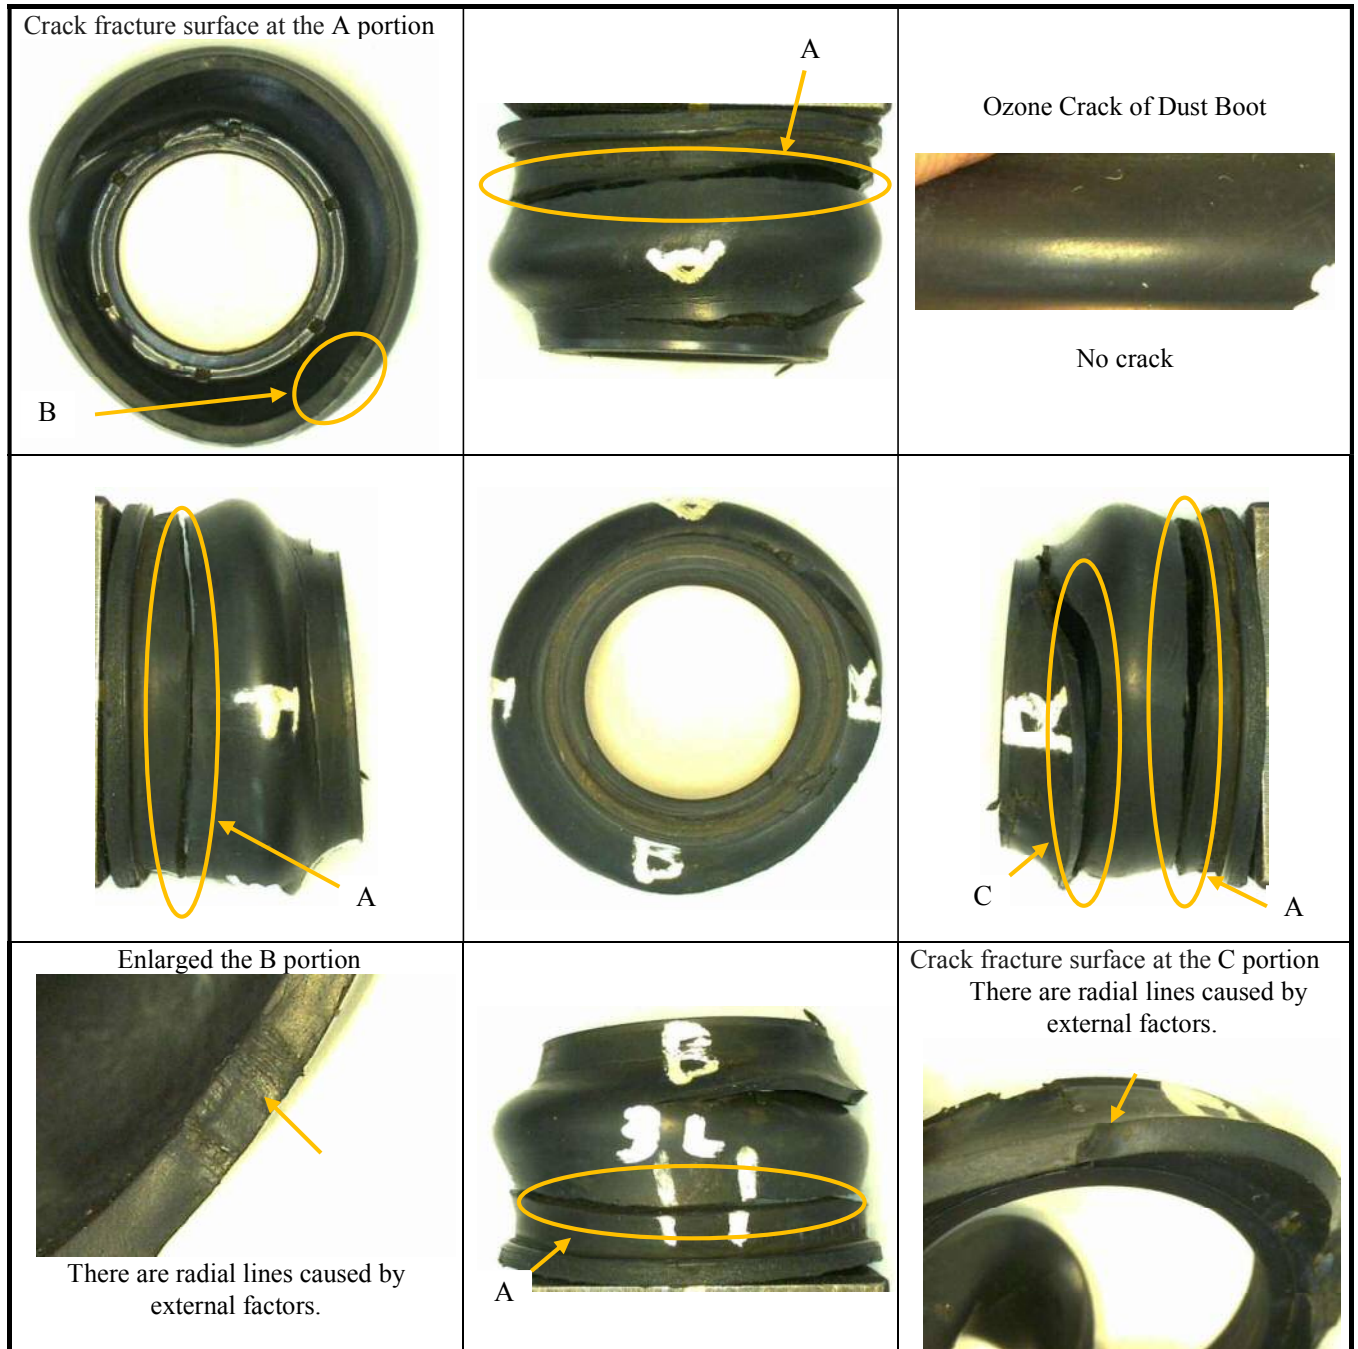 Crack fracture surface at the A portion
B
A
Ozone Crack of Dust Boot
No crack
T
A
T
R
B
R
C
A
Enlarged the B portion
There are radial lines caused by
external factors.
B
3 L
A
Crack fracture surface at the C portion
There are radial lines caused by
external factors.